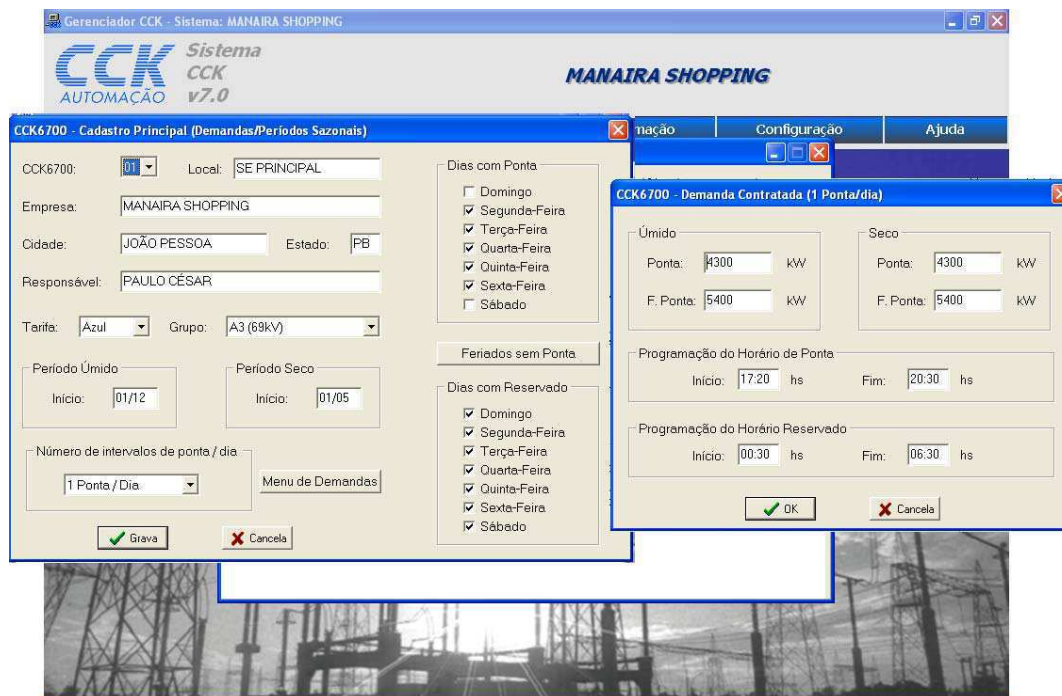 Gerenciador CCK - Sistema: MANAIRA SHOPPING
CCK
AUTOMAÇÃO
Sistema
CCK
v7.0
MANAIRA SHOPPING
Configuração
Ajuda
CCK6700 - Cadastro Principal (Demandas/Períodos Sazonais)
CCK6700: 01 Local: SE PRINCIPAL
Empresa: MANAIRA SHOPPING
Cidade: JOÃO PESSOA Estado: PB
Responsável: PAULO CÉSAR
Tarifa: Azul Grupo: A3 (69kV)
Período Úmido
Início: 01/12
Período Seco
Início: 01/05
Número de intervalos de ponta / dia
1 Ponta / Dia
Menu de Demandas
Grava
Cancela
Dias com Ponta
Domingo
Segunda-Feira
Terça-Feira
Quarta-Feira
Quinta-Feira
Sexta-Feira
Sábado
Feriados sem Ponta
Dias com Reservado
Domingo
Segunda-Feira
Terça-Feira
Quarta-Feira
Quinta-Feira
Sexta-Feira
Sábado
CCK6700 - Demanda Contratada (1 Ponta/dia)
Úmido
Ponta: 4300 kW
F. Ponta: 5400 kW
Seco
Ponta: 4300 kW
F. Ponta: 5400 kW
Programação do Horário de Ponta
Início: 17:20 hs Fim: 20:30 hs
Programação do Horário Reservado
Início: 00:30 hs Fim: 06:30 hs
OK
Cancela